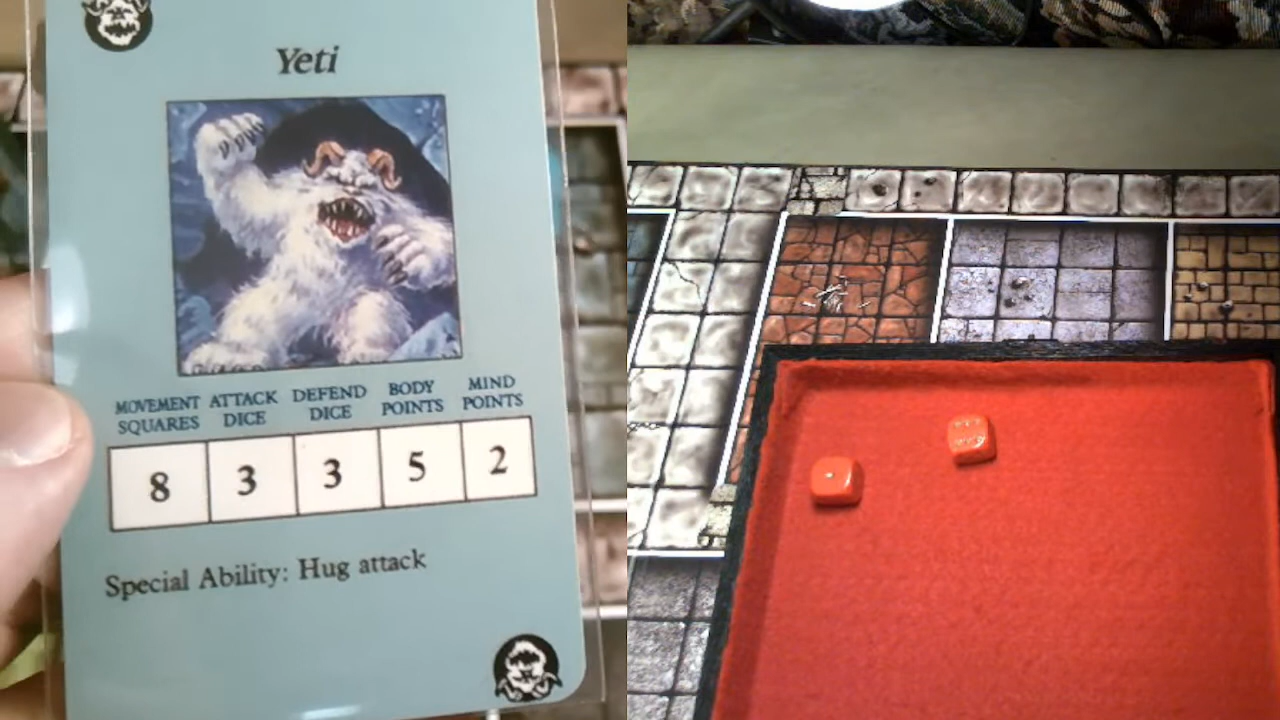 Yeti
MOVEMENT SQUARES ATTACK DICE DEFEND DICE BODY POINTS MIND POINTS
8 3 3 5 2
Special Ability: Hug attack